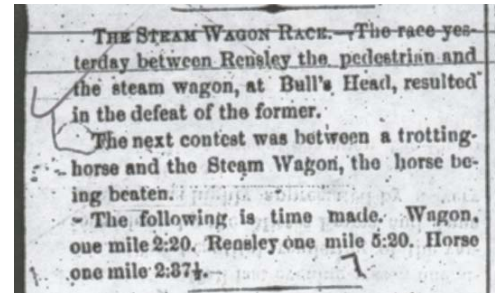 THE STEAM WAGON RACE.—The race yes-
terday between Rensley the pedestrian and
the steam wagon, at Bull's Head, resulted
in the defeat of the former.
The next contest was between a trotting-
horse and the Steam Wagon, the horse be-
ing beaten.
- The following is time made. Wagon,
one mile 2:20. Rensley one mile 5:20. Horse
one mile 2:37½.